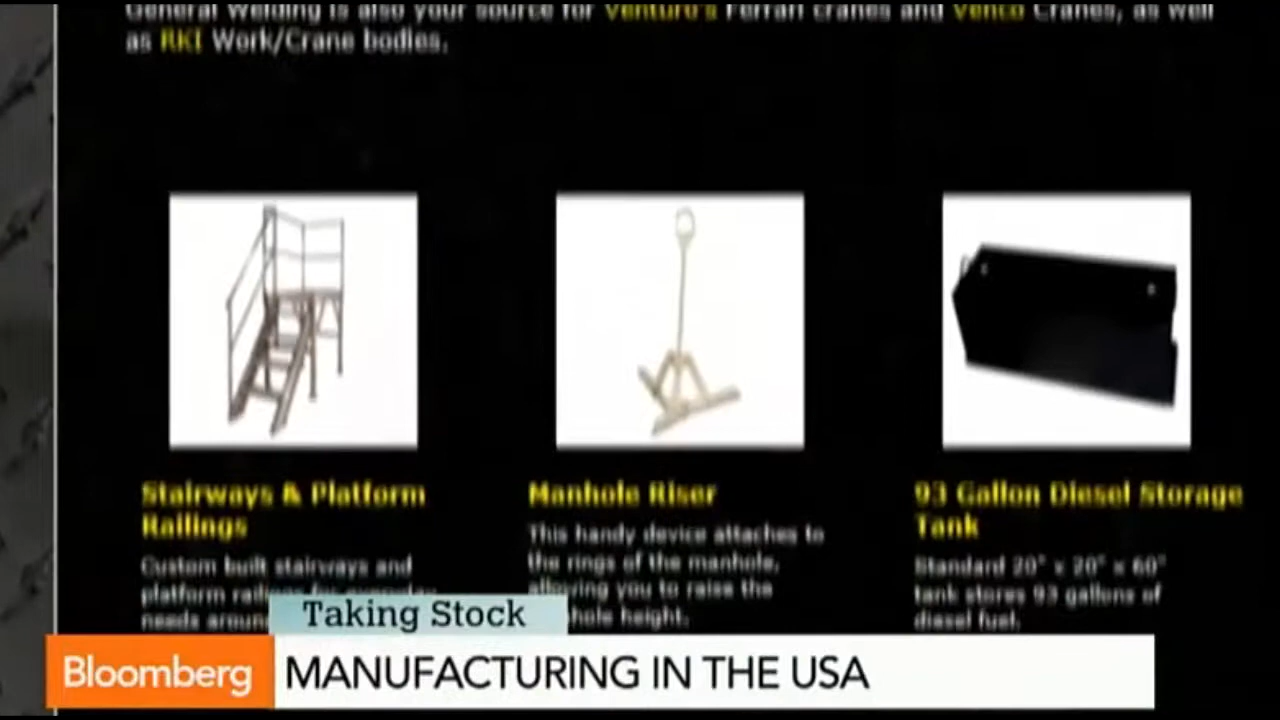 General Welding is also your source for Venturo's Ferrari cranes and Venco Cranes, as well
as RKI Work/Crane bodies.
Stairways & Platform
Railings
Custom built stairways and
platform
needs
Manhole Riser
This handy device attaches to
the rings of the manhole,
allowing you to raise the
hole height.
93 Gallon Diesel Storage
Tank
Standard 20" x 20" x 60"
tank stores 93 gallons of
diesel fuel.
Taking Stock
Bloomberg
MANUFACTURING IN THE USA